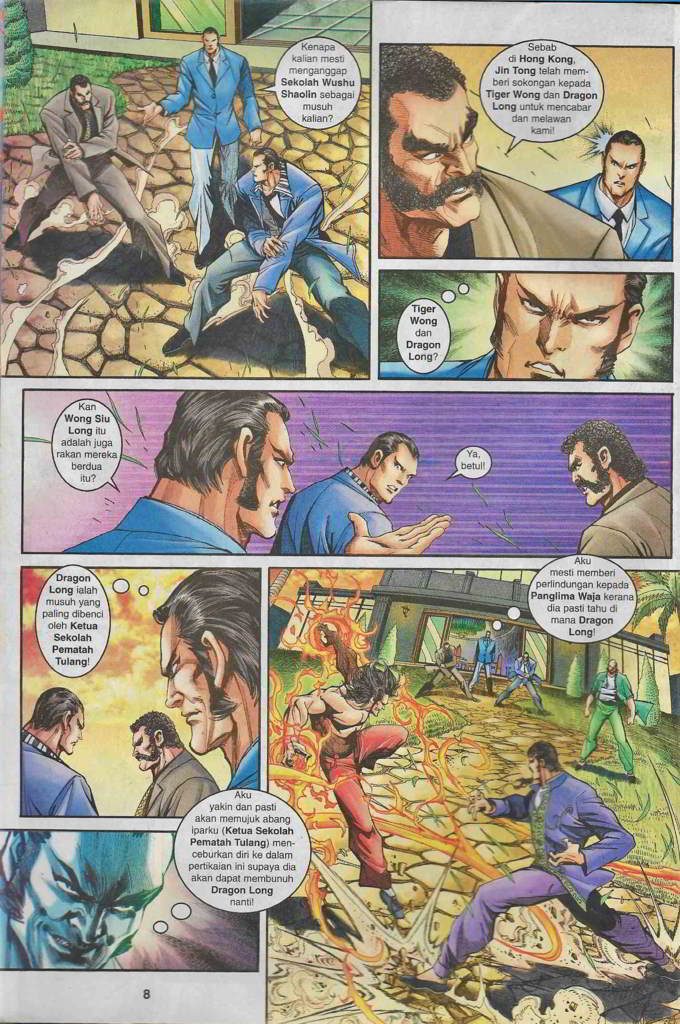 Kenapa
kalian mesti
menganggap
Sekolah Wushu
Shaolin sebagai
musuh
kalian?
Sebab
di Hong Kong,
Jin Tong telah mem-
beri sokongan kepada
Tiger Wong dan Dragon
Long untuk mencabar
dan melawan
kami!
Tiger
Wong
dan
Dragon
Long?
Kan
Wong Siu
Long itu
adalah juga
rakan mereka
berdua
itu?
Ya,
betul!
Dragon
Long ialah
musuh yang
paling dibenci
oleh Ketua
Sekolah
Pematah
Tulang!
Aku
mesti memberi
perlindungan kepada
Panglima Waja kerana
dia pasti tahu di
mana Dragon
Long!
Aku
yakin dan pasti
akan memujuk abang
iparku (Ketua Sekolah
Pematah Tulang) men-
ceburkan diri ke dalam
pertikaian ini supaya dia
akan dapat membunuh
Dragon Long
nanti!
8